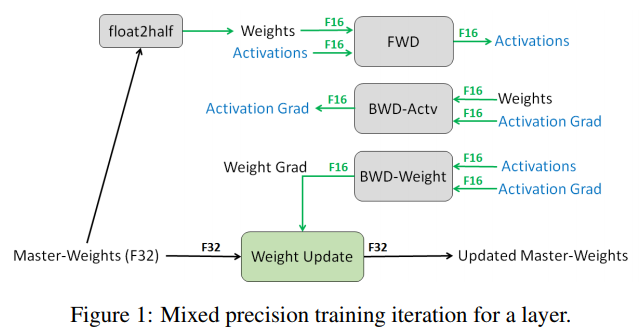 float2half
Weights
F16
F16
Activations
F16
FWD
Activations
F16
Activation Grad
F16
BWD-Actv
F16
Weights
F16
Activation Grad
Weight Grad
F16
BWD-Weight
F16
Activations
F16
Activation Grad
Master-Weights (F32)
F32
Weight Update
F32
Updated Master-Weights
Figure 1: Mixed precision training iteration for a layer.